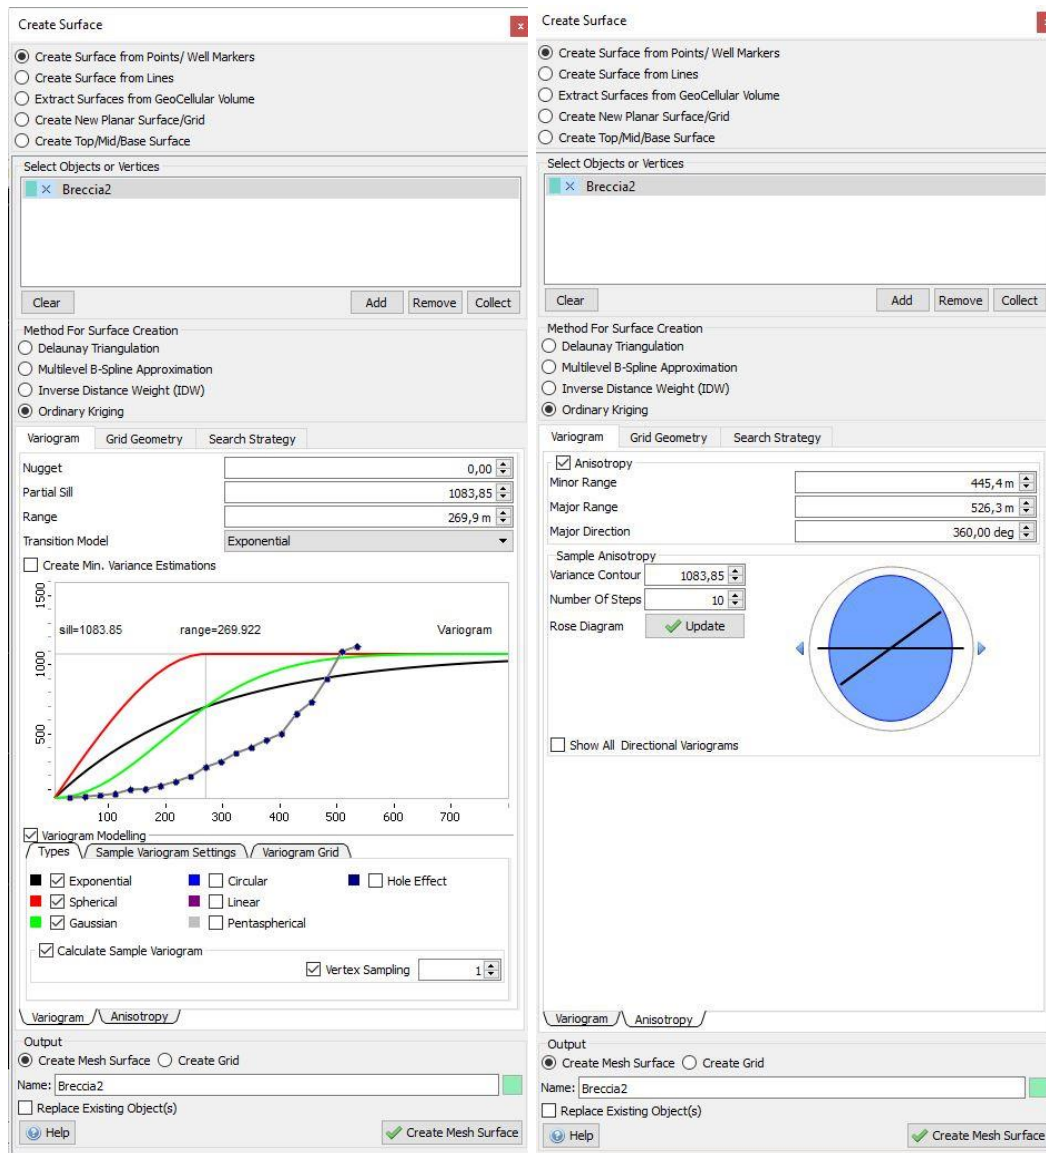 Create Surface
x
Create Surface from Points/ Well Markers
Create Surface from Lines
Extract Surfaces from GeoCellular Volume
Create New Planar Surface/Grid
Create Top/Mid/Base Surface
Select Objects or Vertices
Breccia2
Clear Add Remove Collect
Method For Surface Creation
Delaunay Triangulation
Multilevel B-Spline Approximation
Inverse Distance Weight (IDW)
Ordinary Kriging
Variogram Grid Geometry Search Strategy
Nugget 0,00
Partial Sill 1083,85
Range 269,9 m
Transition Model Exponential
Create Min. Variance Estimations
1500
1000
500
sill=1083.85 range=269.922 Variogram
100 200 300 400 500 600 700
Variogram Modelling
Types Sample Variogram Settings Variogram Grid
Exponential Circular Hole Effect
Spherical Linear
Gaussian Pentaspherical
Calculate Sample Variogram
Vertex Sampling 1
Variogram Anisotropy
Output
Create Mesh Surface Create Grid
Name: Breccia2
Replace Existing Object(s)
Help Create Mesh Surface
Create Surface
Create Surface from Points/ Well Markers
Create Surface from Lines
Extract Surfaces from GeoCellular Volume
Create New Planar Surface/Grid
Create Top/Mid/Base Surface
Select Objects or Vertices
Breccia2
Clear Add Remove Collect
Method For Surface Creation
Delaunay Triangulation
Multilevel B-Spline Approximation
Inverse Distance Weight (IDW)
Ordinary Kriging
Variogram Grid Geometry Search Strategy
Anisotropy
Minor Range 445,4 m
Major Range 526,3 m
Major Direction 360,00 deg
Sample Anisotropy
Variance Contour 1083,85
Number Of Steps 10
Rose Diagram Update
Show All Directional Variograms
Variogram Anisotropy
Output
Create Mesh Surface Create Grid
Name: Breccia2
Replace Existing Object(s)
Help Create Mesh Surface